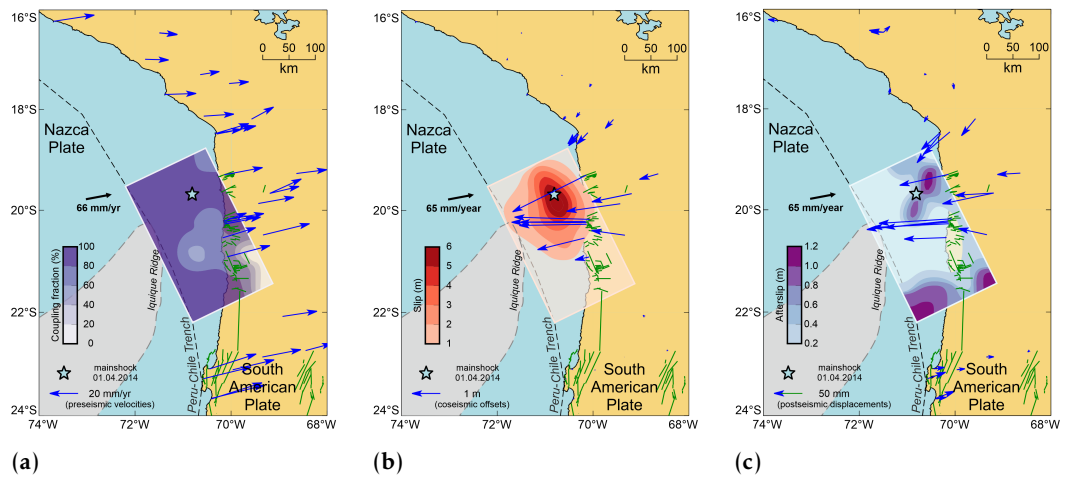 16°S
18°S
20°S
22°S
24°S
74°W
72°W
70°W
68°W
0 50 100
km
Nazca
Plate
66 mm/yr
Coupling fraction (%)
100
80
60
40
20
0
Iquique Ridge
Peru-Chile Trench
mainshock
01.04.2014
20 mm/yr
(preseismic velocities)
South
American
Plate
(a)
16°S
18°S
20°S
22°S
24°S
74°W
72°W
70°W
68°W
0 50 100
km
Nazca
Plate
65 mm/year
Slip (m)
6
5
4
3
2
1
Iquique Ridge
Peru-Chile Trench
mainshock
01.04.2014
1 m
(coseismic offsets)
South
American
Plate
(b)
16°S
18°S
20°S
22°S
24°S
74°W
72°W
70°W
68°W
0 50 100
km
Nazca
Plate
65 mm/year
Afterslip (m)
1.2
1.0
0.8
0.6
0.4
0.2
Iquique Ridge
Peru-Chile Trench
mainshock
01.04.2014
50 mm
(postseismic displacements)
South
American
Plate
(c)